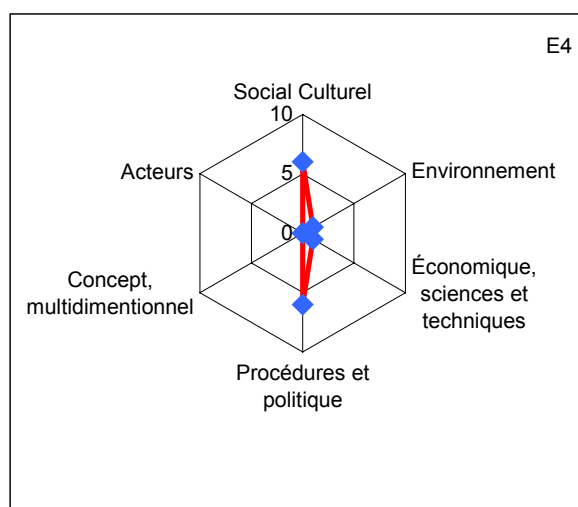 E4
Social Culturel
10
Acteurs
5
Environnement
0
Concept,
multidimentionnel
Économique,
sciences et
techniques
Procédures et
politique